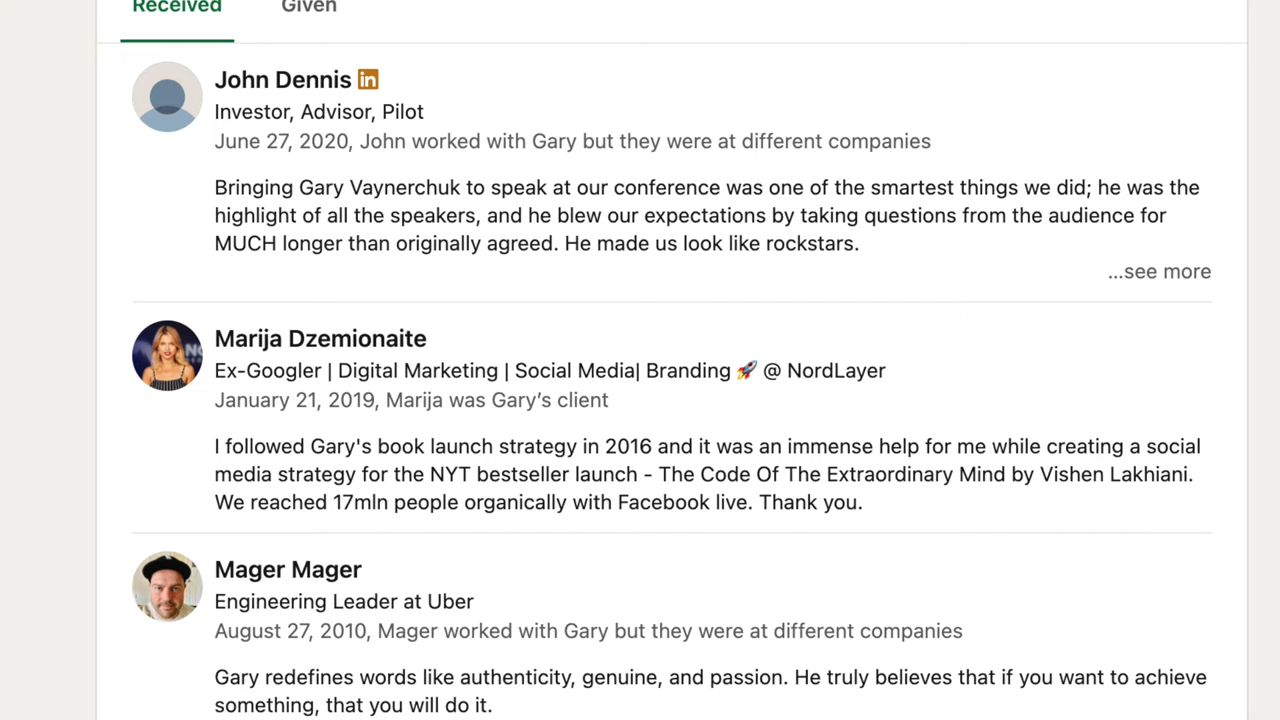 Received Given
John Dennis in
Investor, Advisor, Pilot
June 27, 2020, John worked with Gary but they were at different companies
Bringing Gary Vaynerchuk to speak at our conference was one of the smartest things we did; he was the
highlight of all the speakers, and he blew our expectations by taking questions from the audience for
MUCH longer than originally agreed. He made us look like rockstars.
...see more
Marija Dzemionaite
Ex-Googler | Digital Marketing | Social Media| Branding 🚀 @ NordLayer
January 21, 2019, Marija was Gary’s client
I followed Gary's book launch strategy in 2016 and it was an immense help for me while creating a social
media strategy for the NYT bestseller launch - The Code Of The Extraordinary Mind by Vishen Lakhiani.
We reached 17mln people organically with Facebook live. Thank you.
Mager Mager
Engineering Leader at Uber
August 27, 2010, Mager worked with Gary but they were at different companies
Gary redefines words like authenticity, genuine, and passion. He truly believes that if you want to achieve
something, that you will do it.